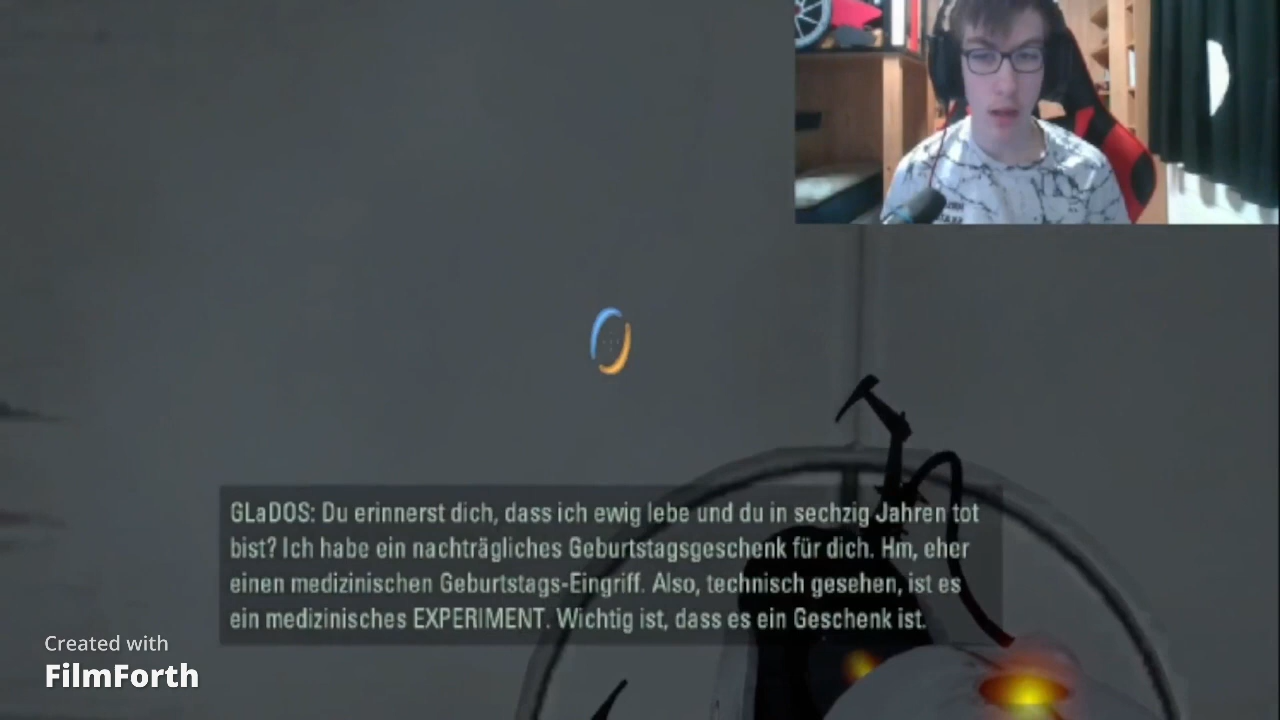 GLaDOS: Du erinnerst dich, dass ich ewig lebe und du in sechzig Jahren tot
bist? Ich habe ein nachträgliches Geburtstagsgeschenk für dich. Hm, eher
einen medizinischen Geburtstags-Eingriff. Also, technisch gesehen, ist es
ein medizinisches EXPERIMENT. Wichtig ist, dass es ein Geschenk ist.
Created with
FilmForth